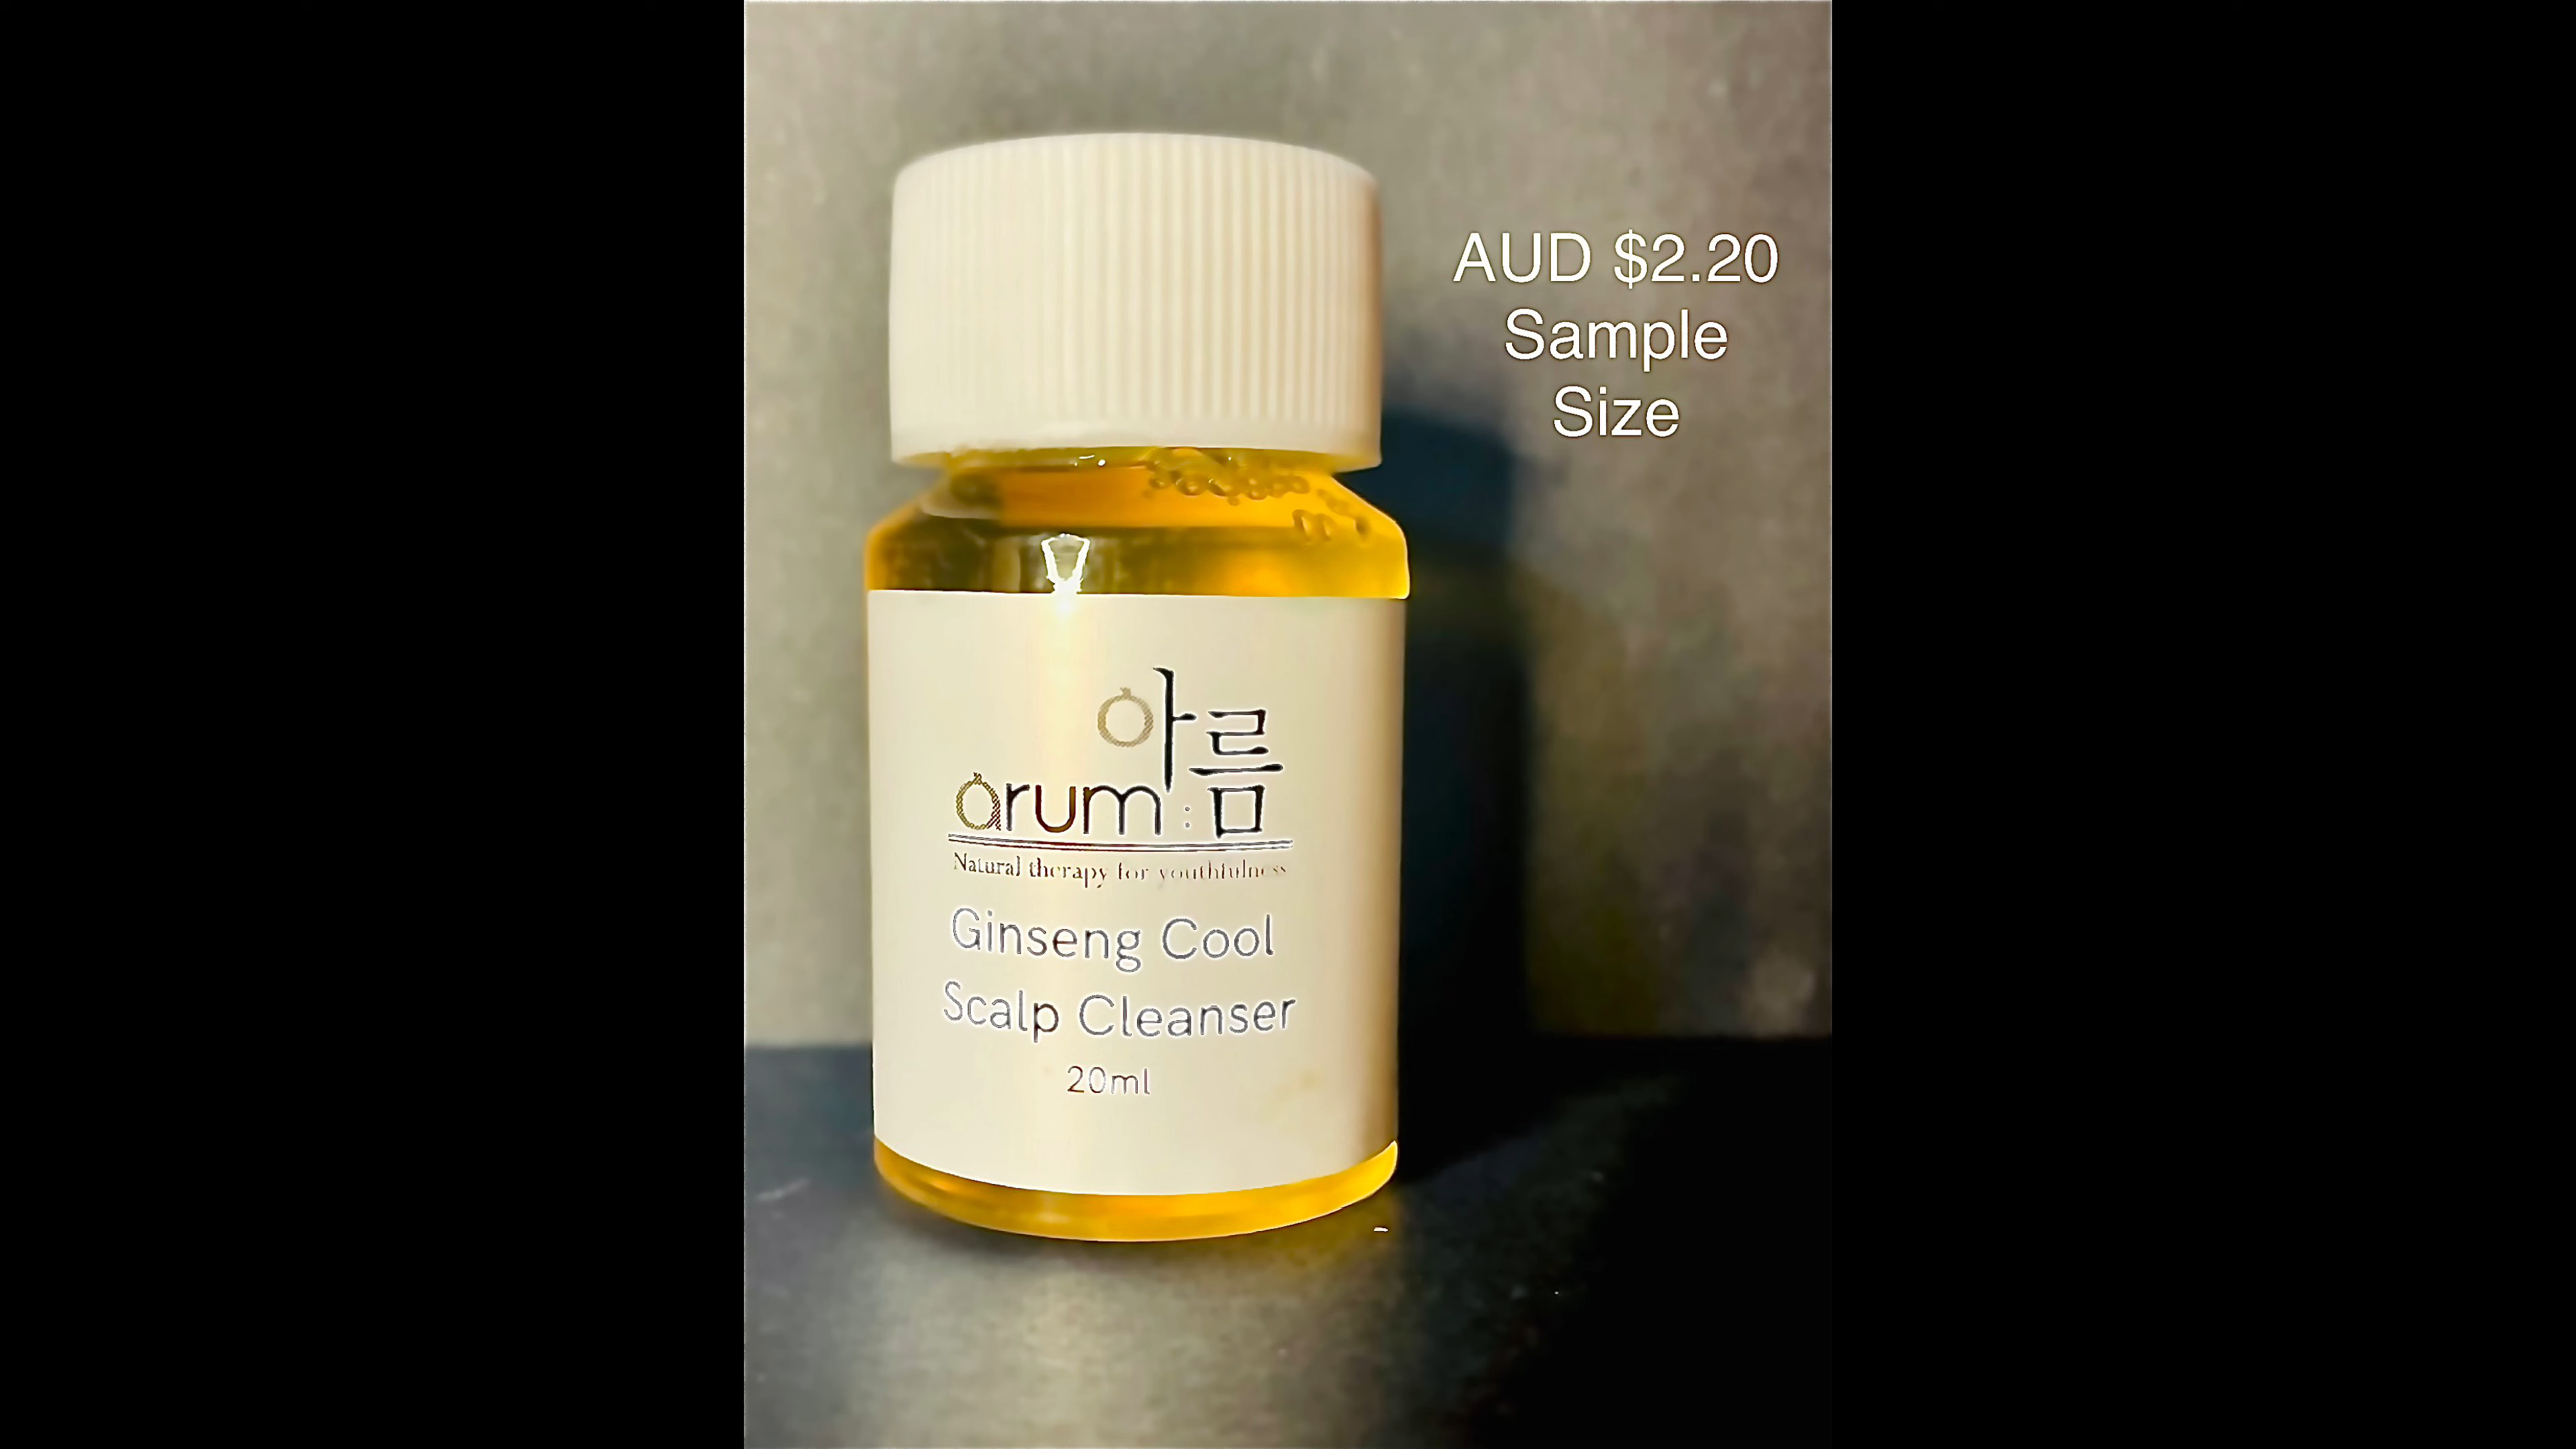 AUD $2.20
Sample
Size
아름
arum:
Natural therapy for youthfulness
Ginseng Cool
Scalp Cleanser
20ml